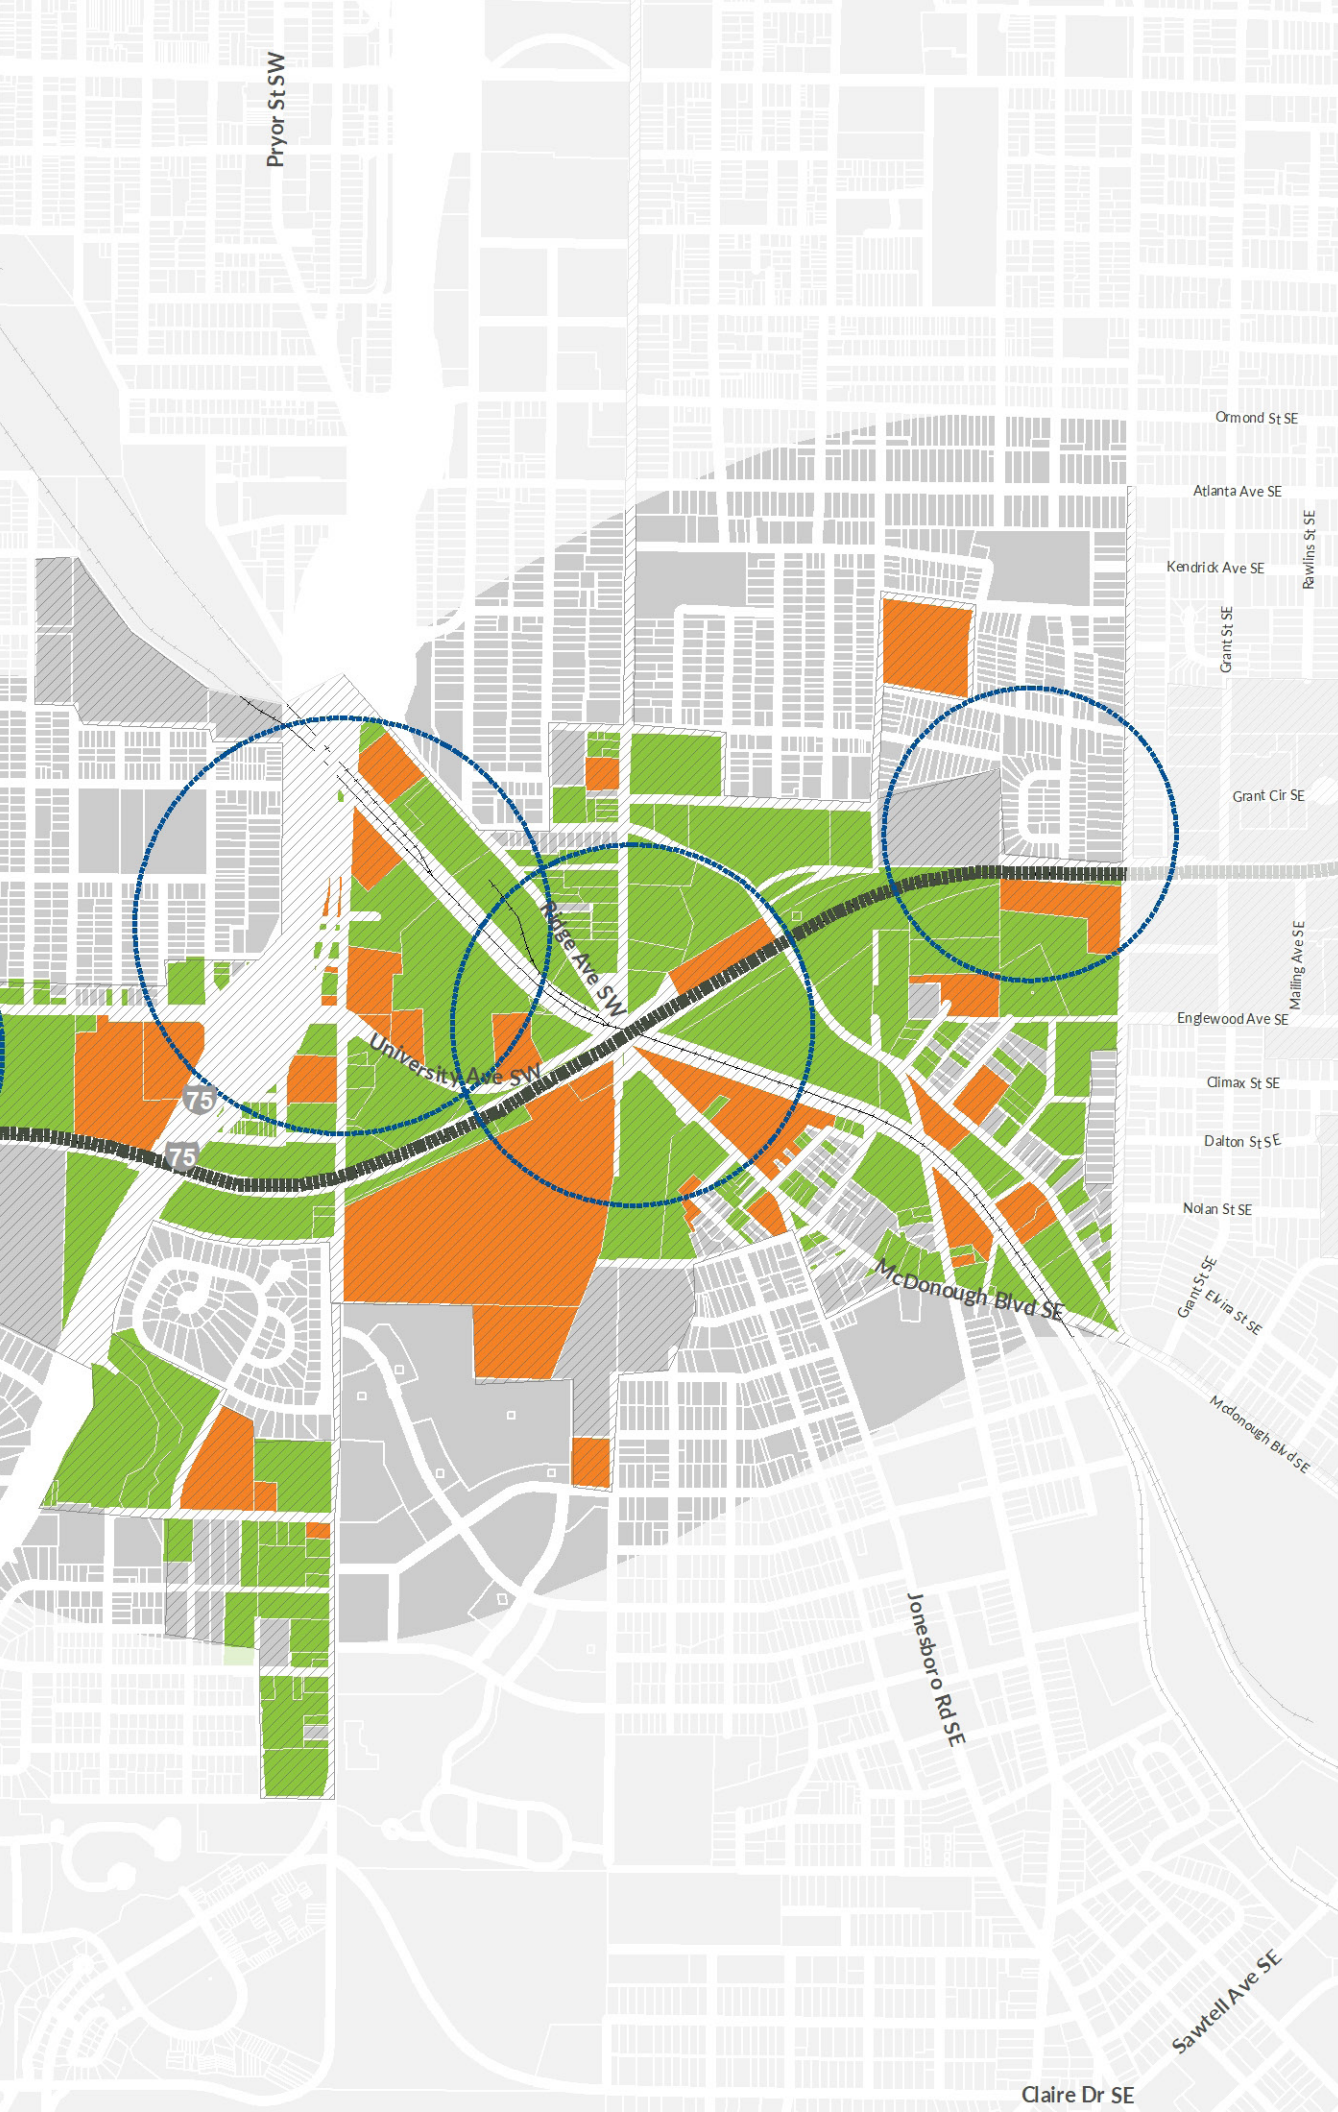 Pryor St SW
Ormond St SE
Atlanta Ave SE
Rawlins St SE
Kendrick Ave SE
Grant St SE
Grant Cir SE
Ridge Ave SW
Mailing Ave SE
Englewood Ave SE
University Ave SW
Climax St SE
75
Dalton St SE
75
Nolan St SE
McDonough Blvd SE
Grant St SE
Elvira St SE
Mcdonough Blvd SE
Jonesboro Rd SE
Sawtell Ave SE
Claire Dr SE